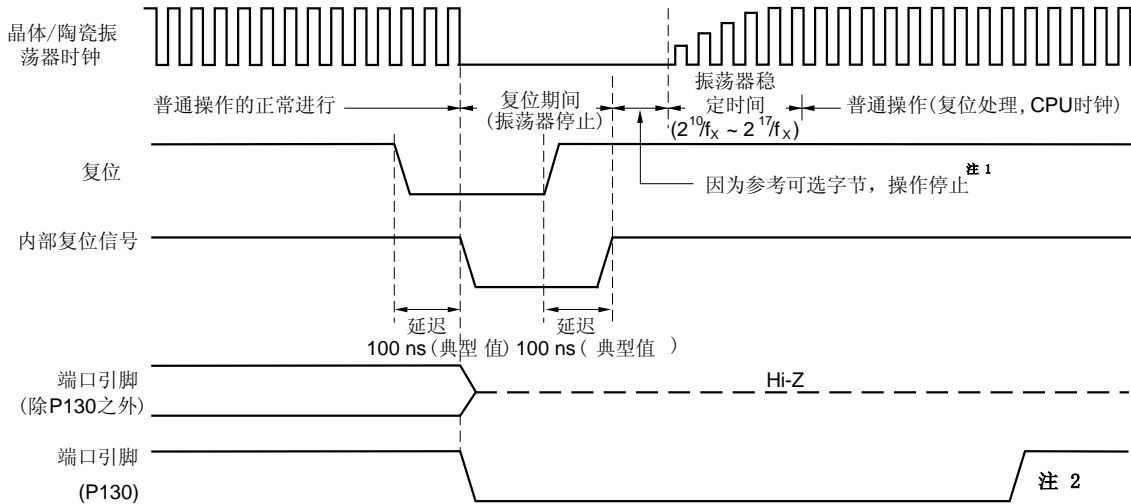 晶体/陶瓷振
荡器时钟
普通操作的正常进行
复位期间
(振荡器停止)
振荡器稳
定时间
(2^10/fX ~ 2^17/fX)
普通操作(复位处理, CPU时钟)
复位
因为参考可选字节，操作停止 注 1
内部复位信号
延迟
100 ns (典型 值)
延迟
100 ns ( 典型值 )
端口引脚
(除P130之外)
Hi-Z
端口引脚
(P130)
注 2